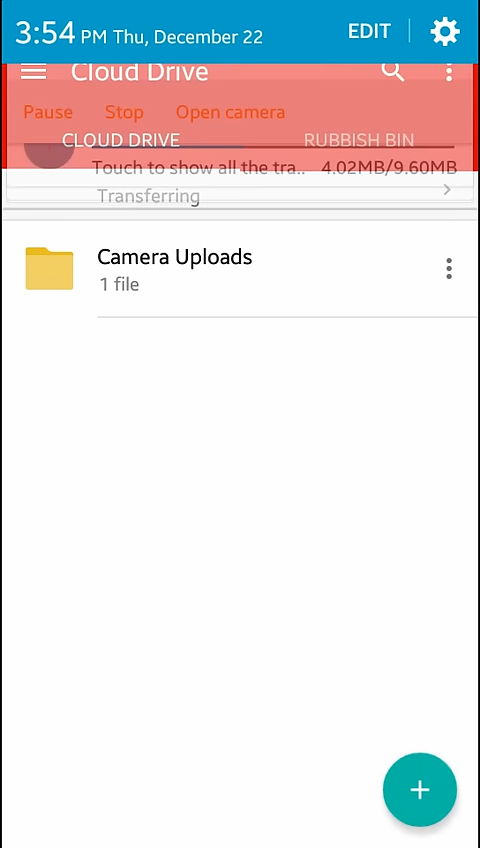 3:54 PM Thu, December 22 EDIT
Cloud Drive
Pause Stop Open camera
CLOUD DRIVE RUBBISH BIN
Touch to show all the tra.. 4.02MB/9.60MB
Transferring
Camera Uploads
1 file